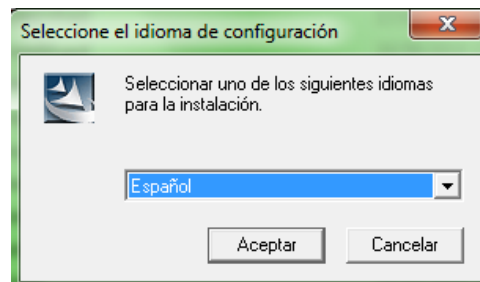 Seleccione el idioma de configuración
Seleccionar uno de los siguientes idiomas
para la instalación.
Español
Aceptar
Cancelar